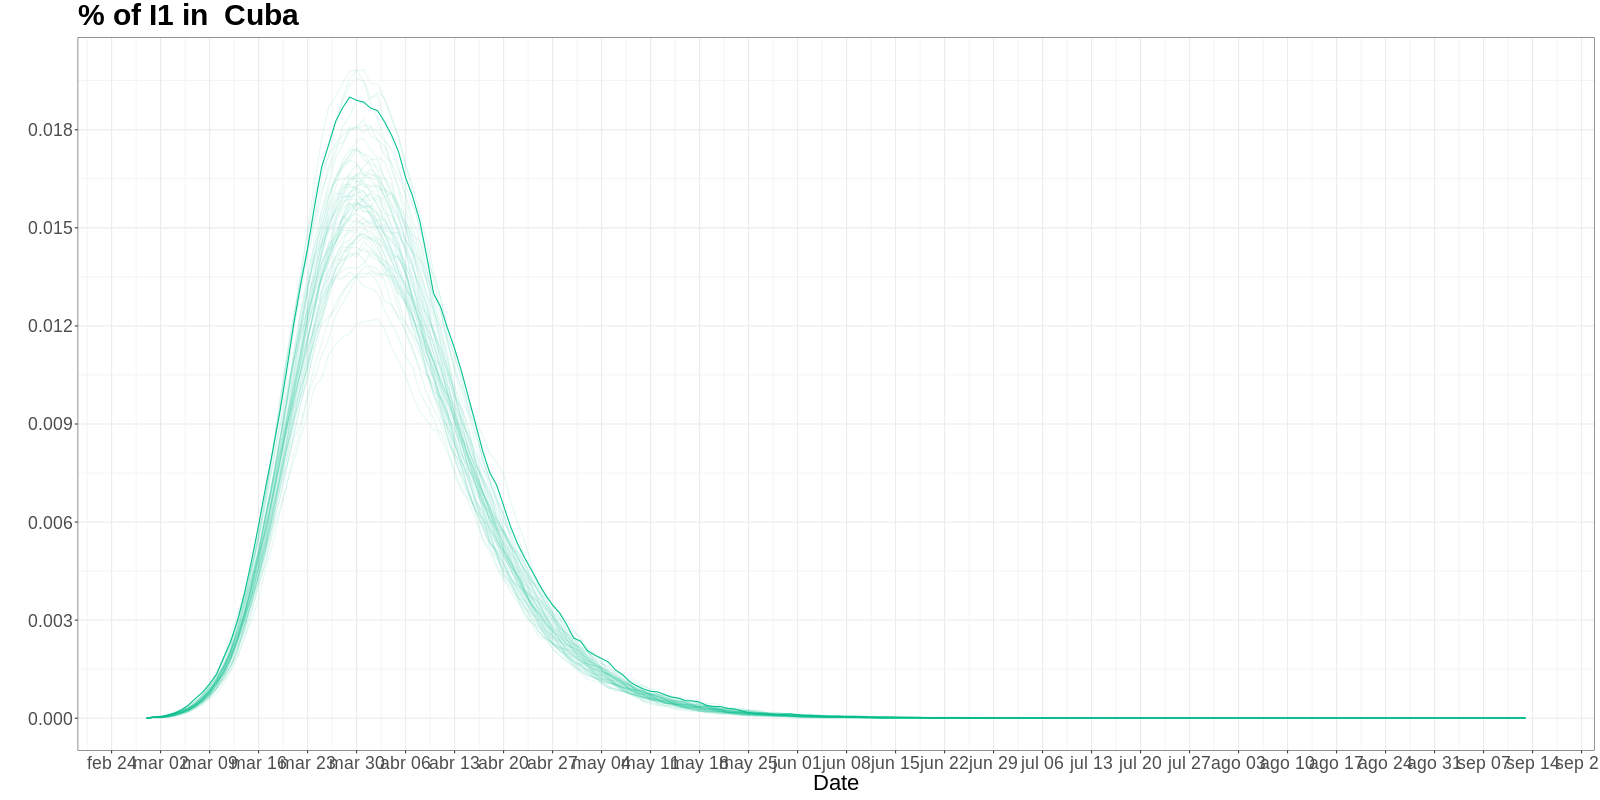 % of I1 in  Cuba
0.018
0.015
0.012
0.009
0.006
0.003
0.000
feb 24 mar 02 mar 09 mar 16 mar 23 mar 30 abr 06 abr 13 abr 20 abr 27 may 04 may 11 may 18 may 25 jun 01 jun 08 jun 15 jun 22 jun 29 jul 06 jul 13 jul 20 jul 27 ago 03 ago 10 ago 17 ago 24 ago 31 sep 07 sep 14 sep 2
Date